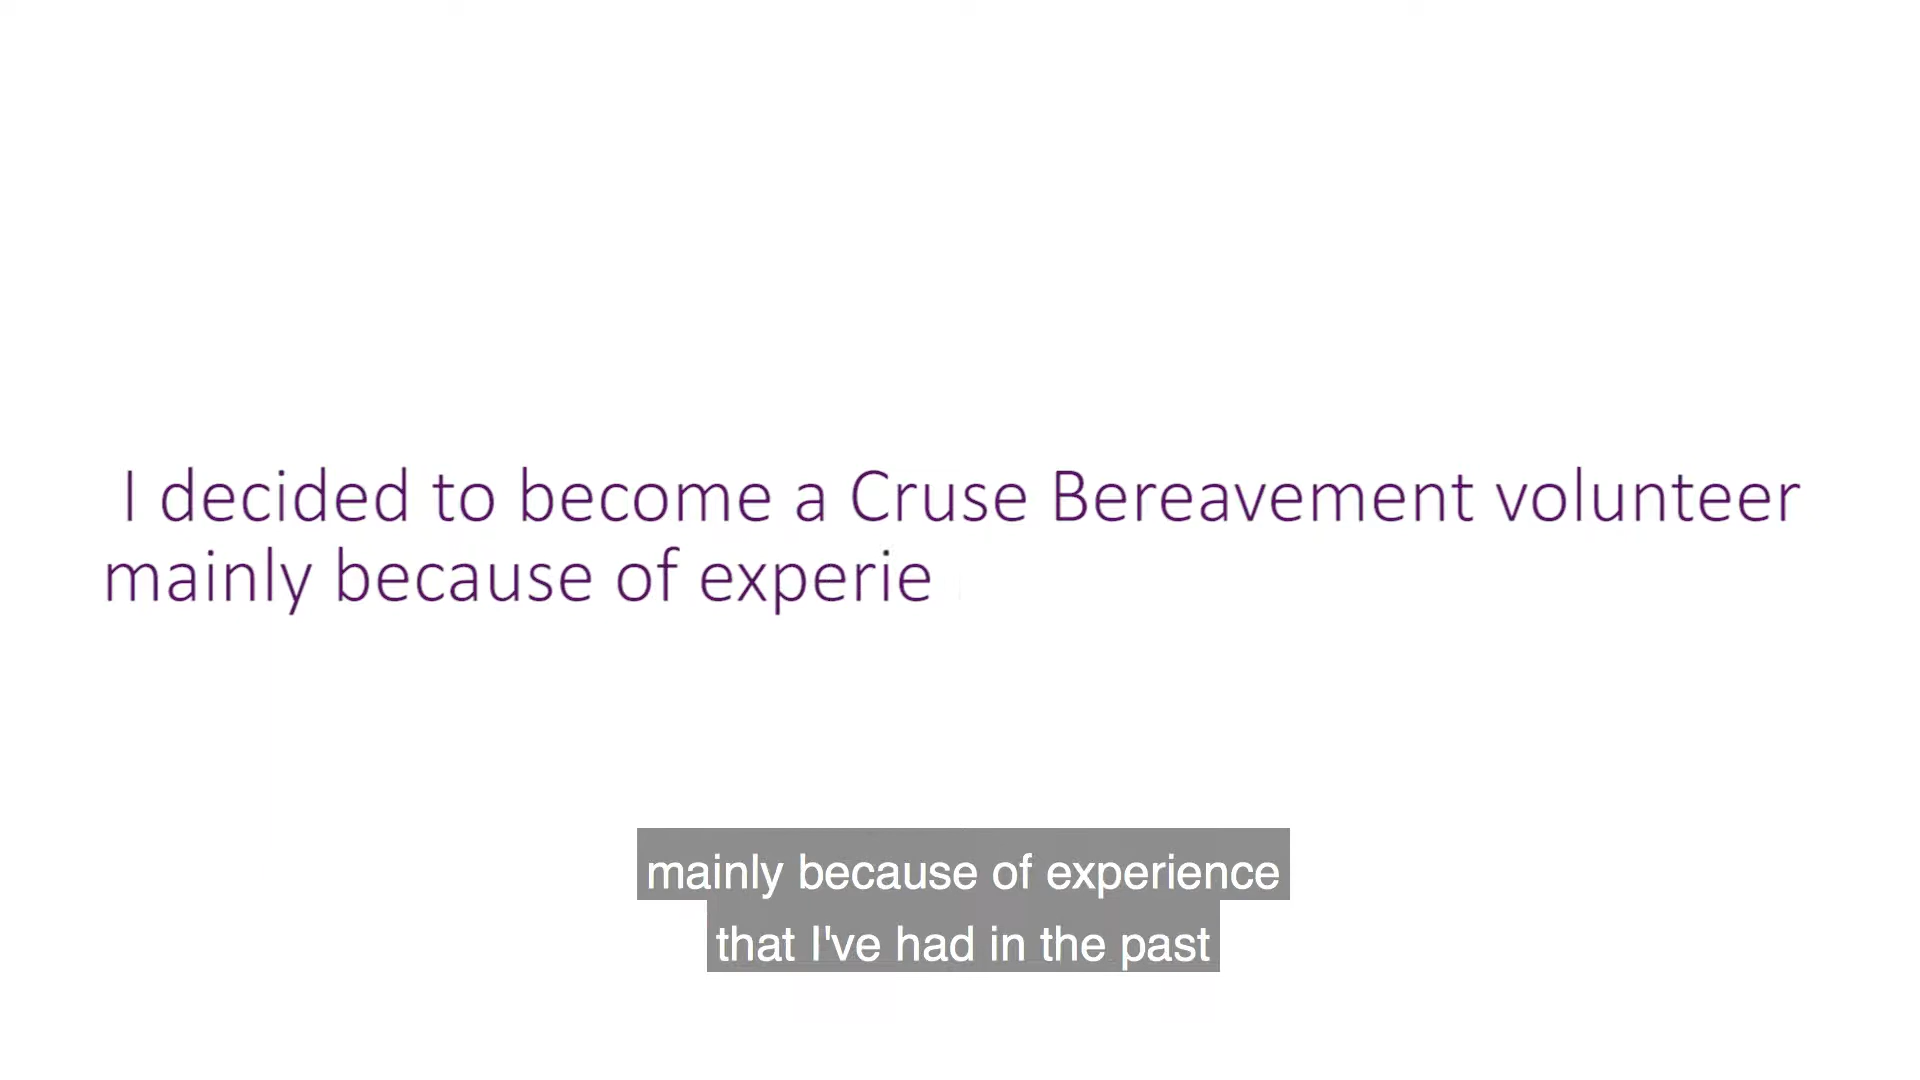 I decided to become a Cruse Bereavement volunteer
mainly because of experie
mainly because of experience
that I've had in the past